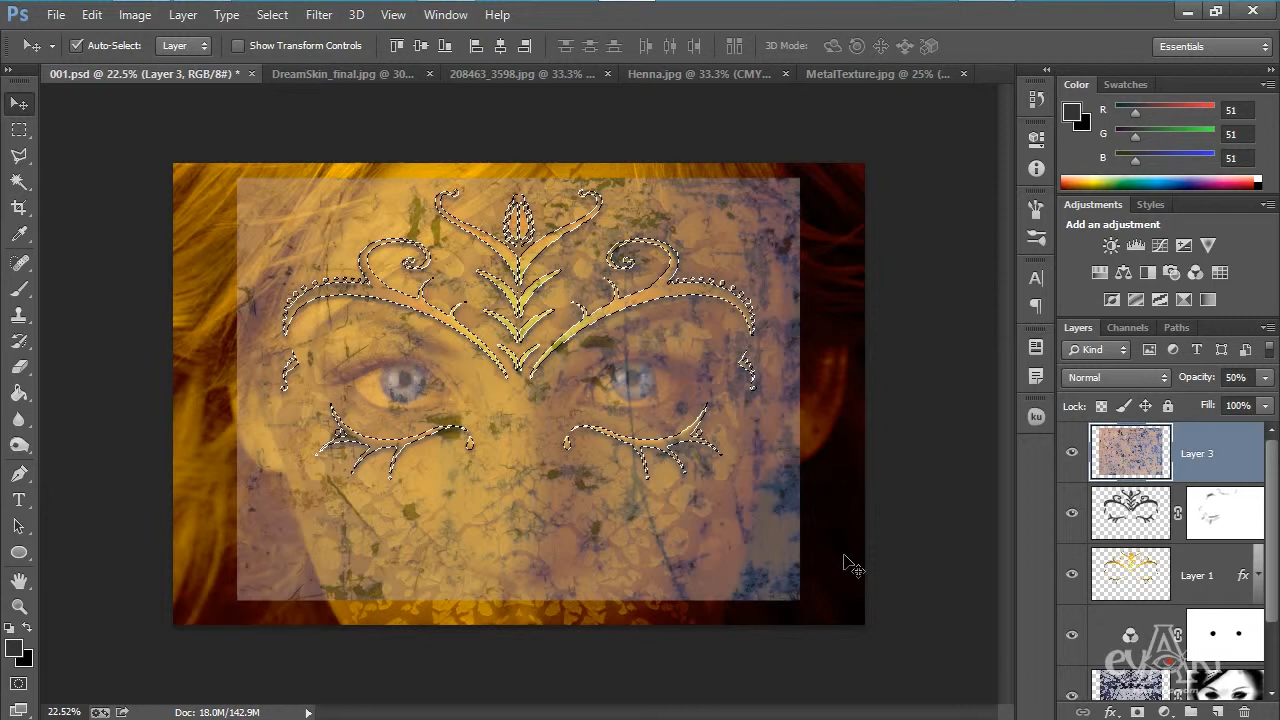 Ps File Edit Image Layer Type Select Filter 3D View Window Help
Auto-Select: Layer Show Transform Controls 3D Mode: Essentials
001.psd @ 22.5% (Layer 3, RGB/8#) * × DreamSkin_final.jpg @ 30... × 208463_3598.jpg @ 33.3% ... × Henna.jpg @ 33.3% (CMY... × MetalTexture.jpg @ 25% (... ×
Color Swatches
R 51
G 51
B 51
Adjustments Styles
Add an adjustment
Layers Channels Paths
Kind
Normal Opacity: 50%
Lock: Fill: 100%
Layer 3
Layer 1 fx
ku
22.52% Doc: 18.0M/142.9M
fx